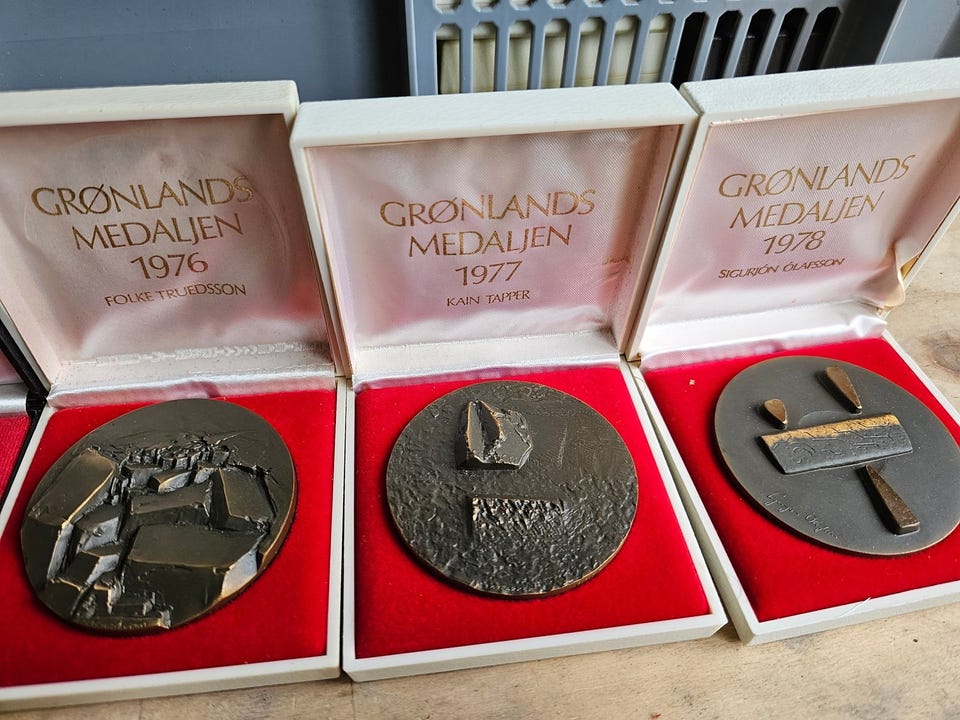 GRØNLANDS
MEDALJEN
1976
FOLKE TRUEDSSON
GRØNLANDS
MEDALJEN
1977
KAIN TAPPER
GRØNLANDS
MEDALJEN
1978
SIGURJÓN ÓLAFSSON